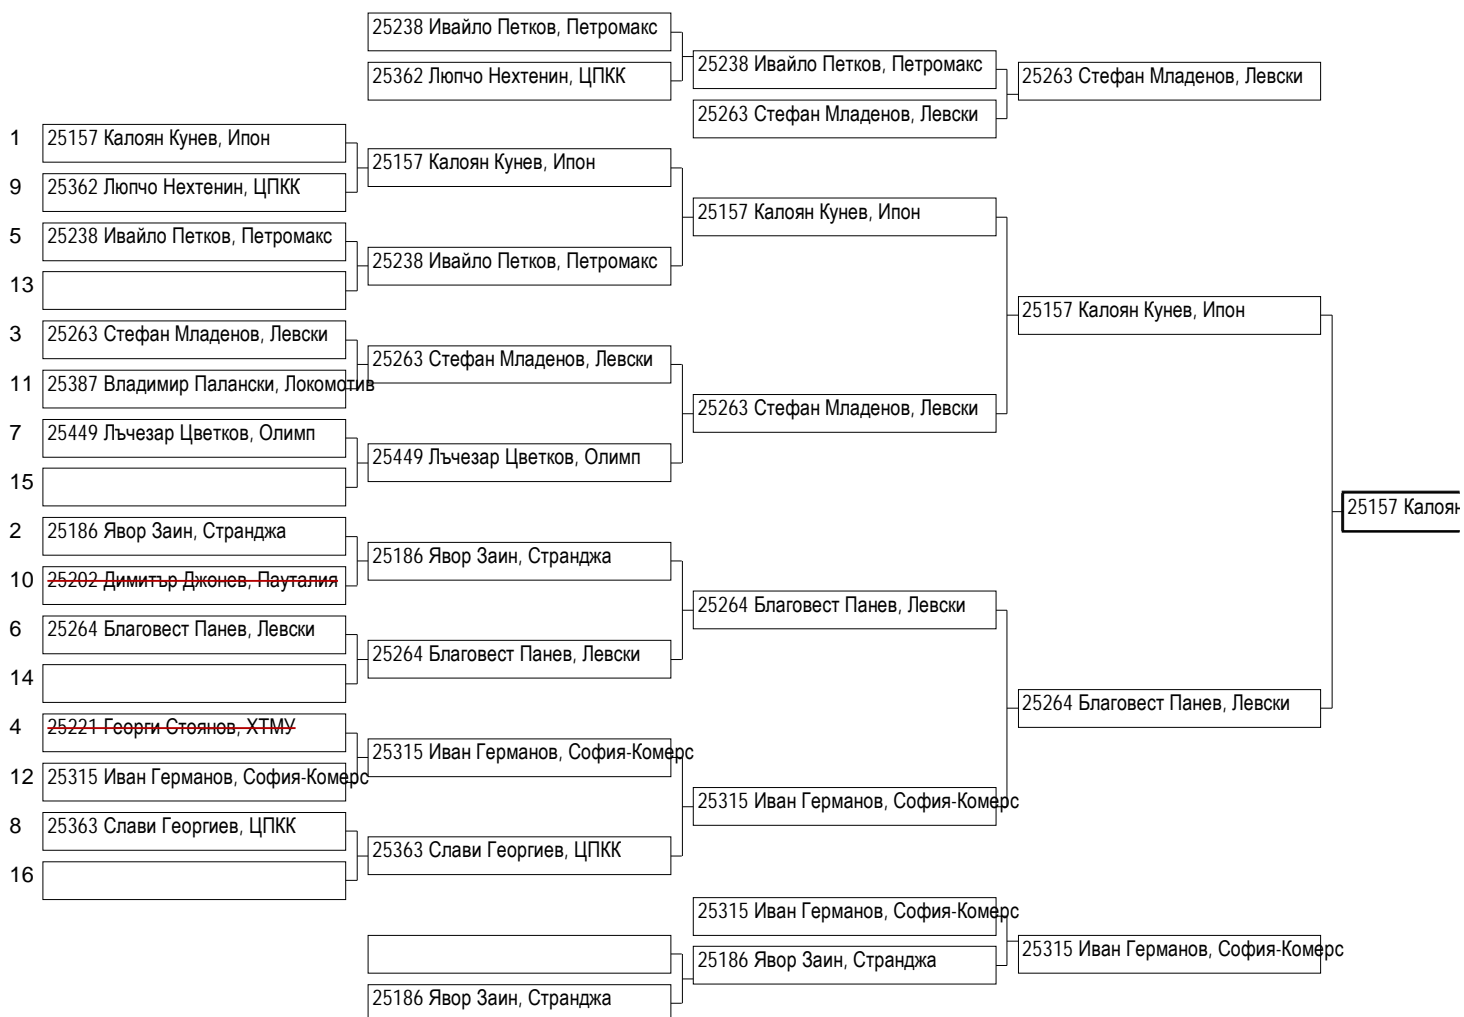 25238 Ивайло Петков, Петромакс
25362 Люпчо Нехтенин, ЦПКК
25238 Ивайло Петков, Петромакс
25263 Стефан Младенов, Левски
25263 Стефан Младенов, Левски
1 25157 Калоян Кунев, Ипон
9 25362 Люпчо Нехтенин, ЦПКК
5 25238 Ивайло Петков, Петромакс
13
3 25263 Стефан Младенов, Левски
11 25387 Владимир Палански, Локомотив
7 25449 Лъчезар Цветков, Олимп
15
2 25186 Явор Заин, Странджа
10 25202 Димитър Джонев, Пауталия
6 25264 Благовест Панев, Левски
14
4 25221 Георги Стоянов, ХТМУ
12 25315 Иван Германов, София-Комерс
8 25363 Слави Георгиев, ЦПКК
16
25157 Калоян Кунев, Ипон
25238 Ивайло Петков, Петромакс
25263 Стефан Младенов, Левски
25449 Лъчезар Цветков, Олимп
25186 Явор Заин, Странджа
25264 Благовест Панев, Левски
25315 Иван Германов, София-Комерс
25363 Слави Георгиев, ЦПКК
25157 Калоян Кунев, Ипон
25263 Стефан Младенов, Левски
25264 Благовест Панев, Левски
25315 Иван Германов, София-Комерс
25157 Калоян Кунев, Ипон
25264 Благовест Панев, Левски
25157 Калоян
25315 Иван Германов, София-Комерс
25186 Явор Заин, Странджа
25186 Явор Заин, Странджа
25315 Иван Германов, София-Комерс